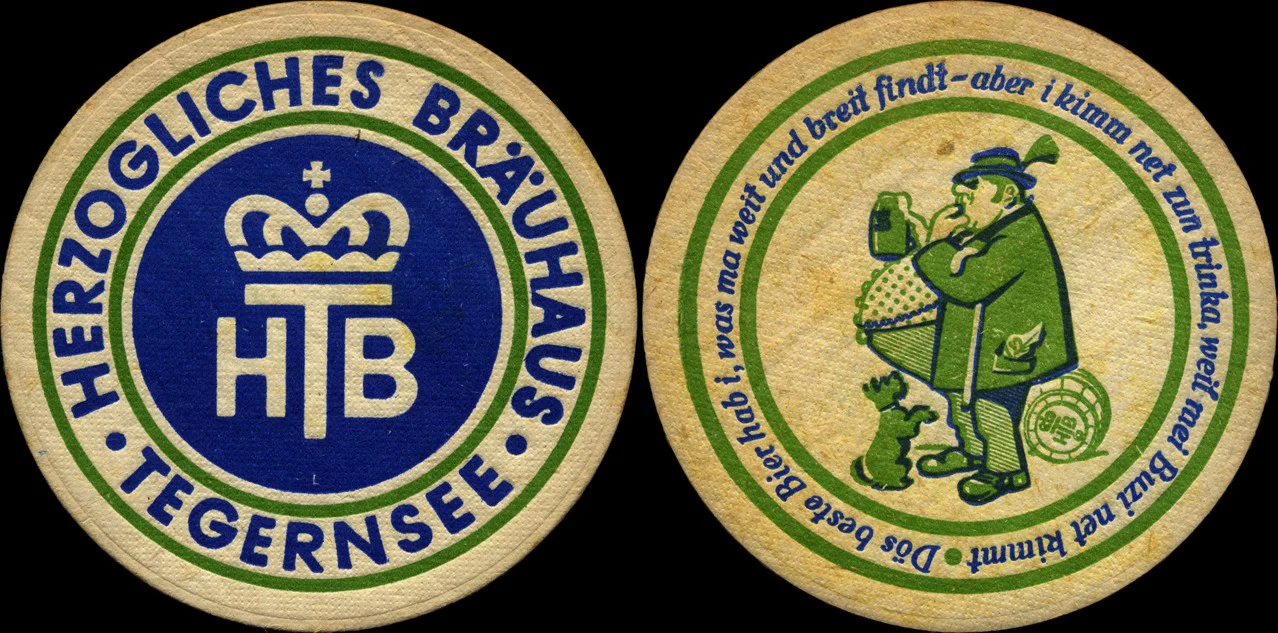 HERZOGLICHES BRÄUHAUS
• TEGERNSEE •
HTB
Dös beste Bier hab i, was ma weit und breit findt – aber i kimm net zun trinka, weil mei Buzi net kimmt •
HTB